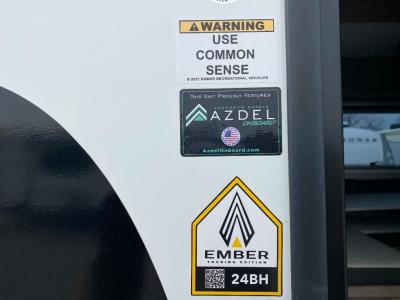 WARNING
USE
COMMON
SENSE
© 2021 EMBER RECREATIONAL VEHICLES
THIS UNIT PROUDLY FEATURES
COMPOSITE PANELS
AZDEL
ONBOARD
AzdelOnboard.com
EMBER
TOURING EDITION
24BH